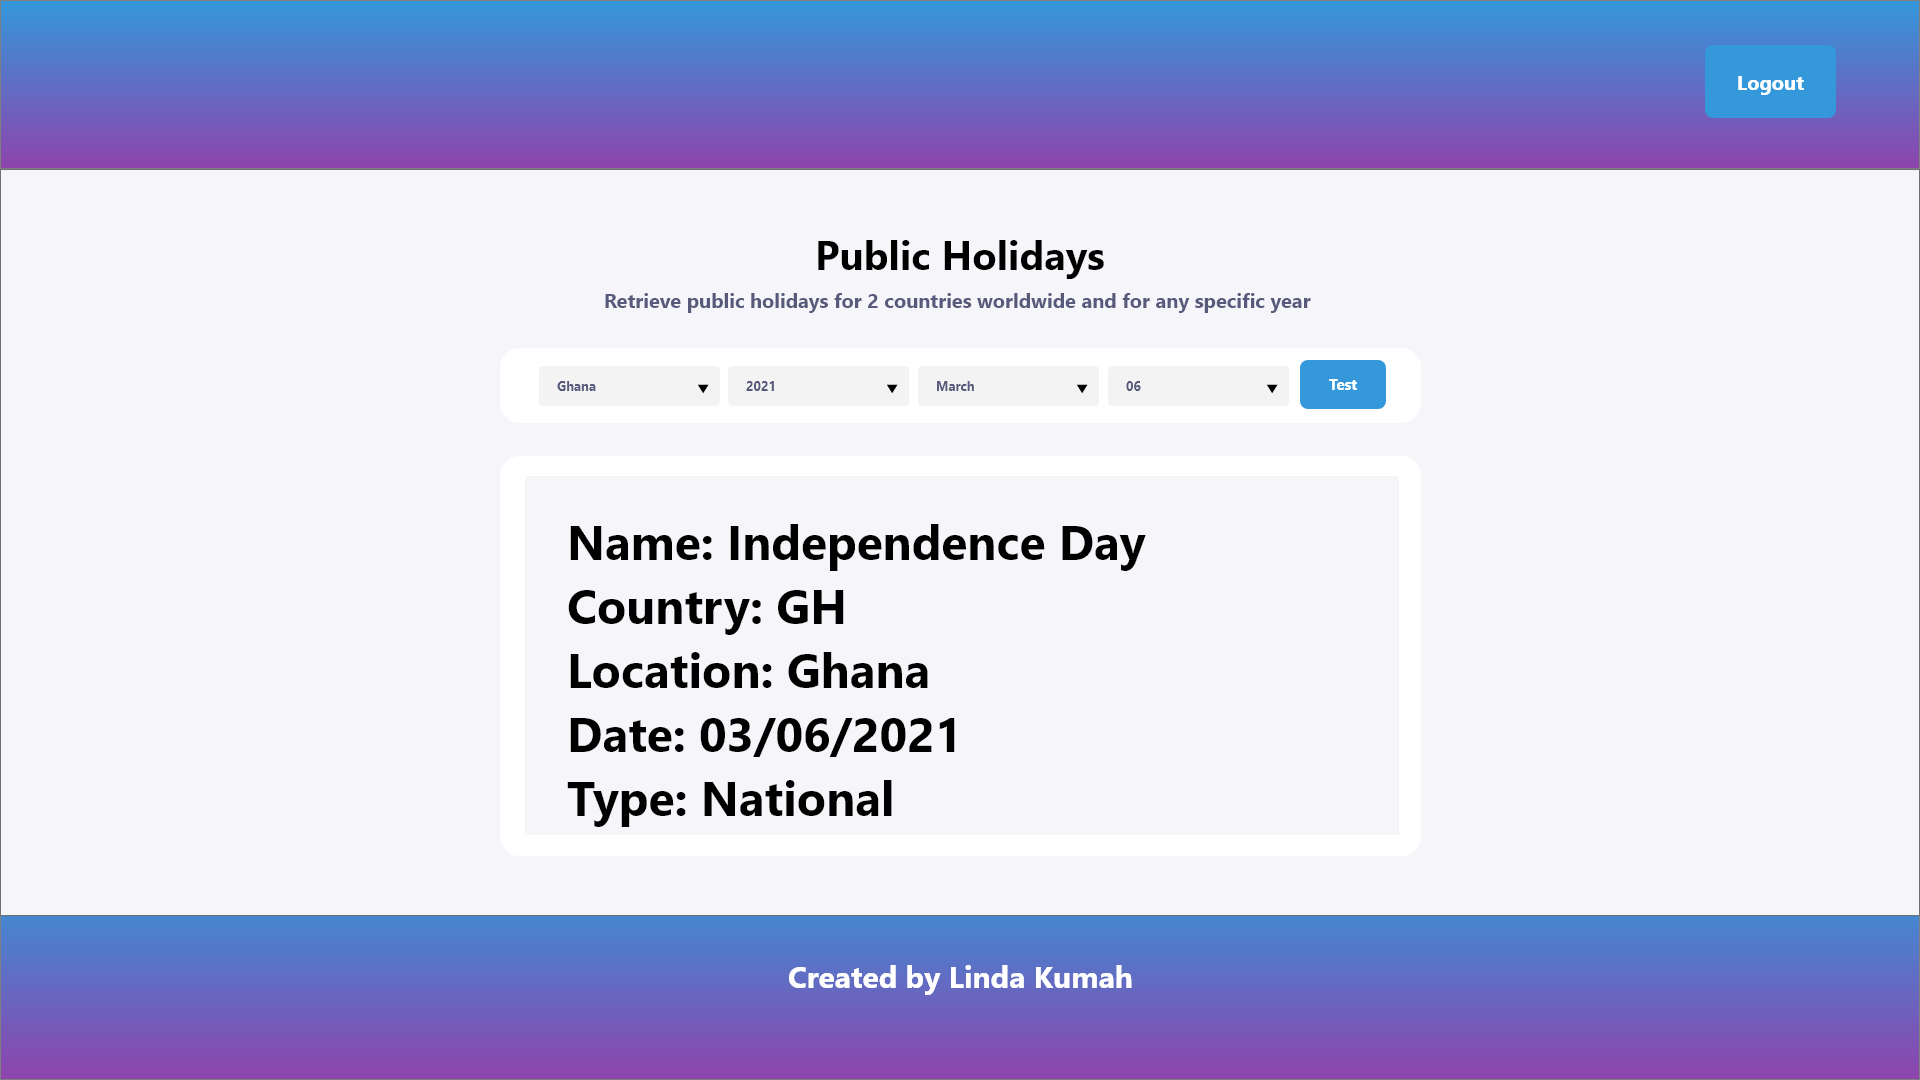 Logout
Public Holidays
Retrieve public holidays for 2 countries worldwide and for any specific year
Ghana 2021 March 06 Test
Name: Independence Day
Country: GH
Location: Ghana
Date: 03/06/2021
Type: National
Created by Linda Kumah